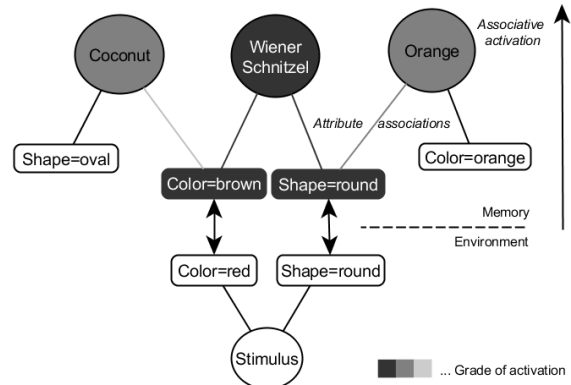 Coconut
Wiener
Schnitzel
Orange
Associative
activation
Attribute associations
Shape=oval
Color=brown
Shape=round
Color=orange
Memory
Environment
Color=red
Shape=round
Stimulus
... Grade of activation